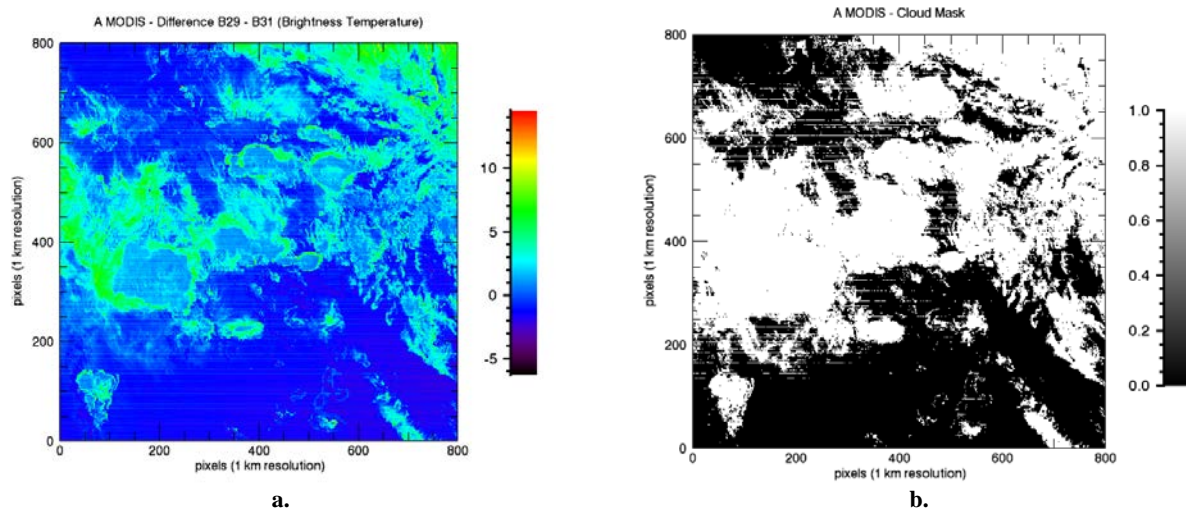 A MODIS - Difference B29 - B31 (Brightness Temperature)
800
600
400
200
0
pixels (1 km resolution)
0 200 400 600 800
pixels (1 km resolution)
10
5
0
-5
a.
A MODIS - Cloud Mask
800
600
400
200
0
pixels (1 km resolution)
0 200 400 600 800
pixels (1 km resolution)
1.0
0.8
0.6
0.4
0.2
0.0
b.